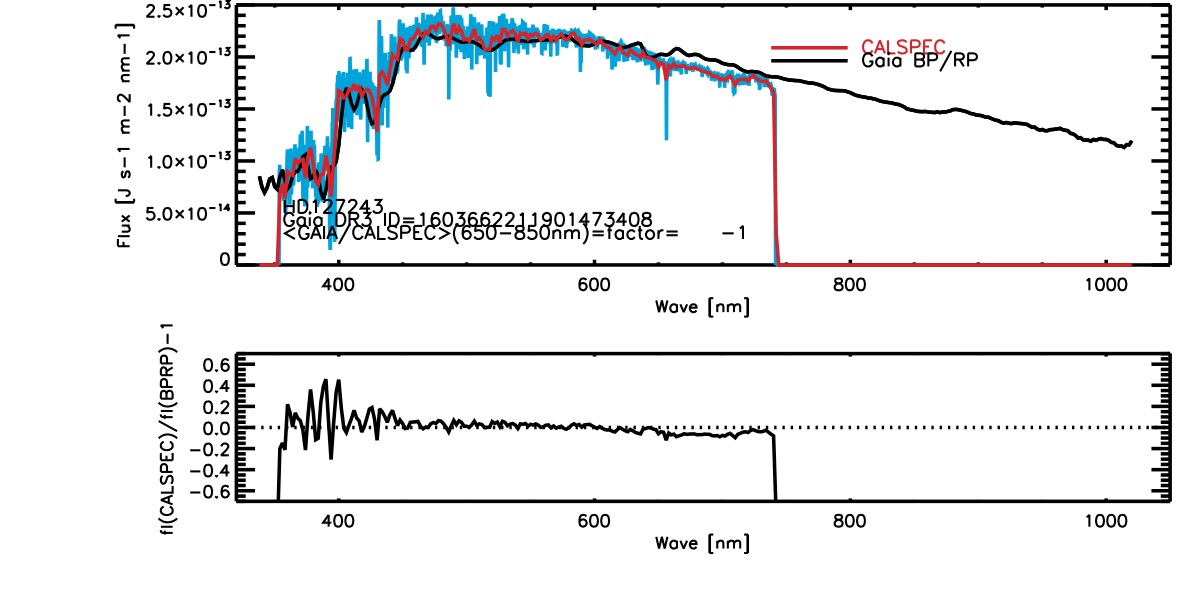 2.5×10⁻¹³
2.0×10⁻¹³
1.5×10⁻¹³
1.0×10⁻¹³
5.0×10⁻¹⁴
0
Flux [J s−1 m−2 nm−1]
CALSPEC
Gaia BP/RP
HD127243
Gaia DR3 ID=1603662211901473408
<GAIA/CALSPEC>(650−850nm)=factor= −1
400 600 800 1000
Wave [nm]
fl(CALSPEC)/fl(BPRP)−1
0.6
0.4
0.2
0.0
−0.2
−0.4
−0.6
400 600 800 1000
Wave [nm]